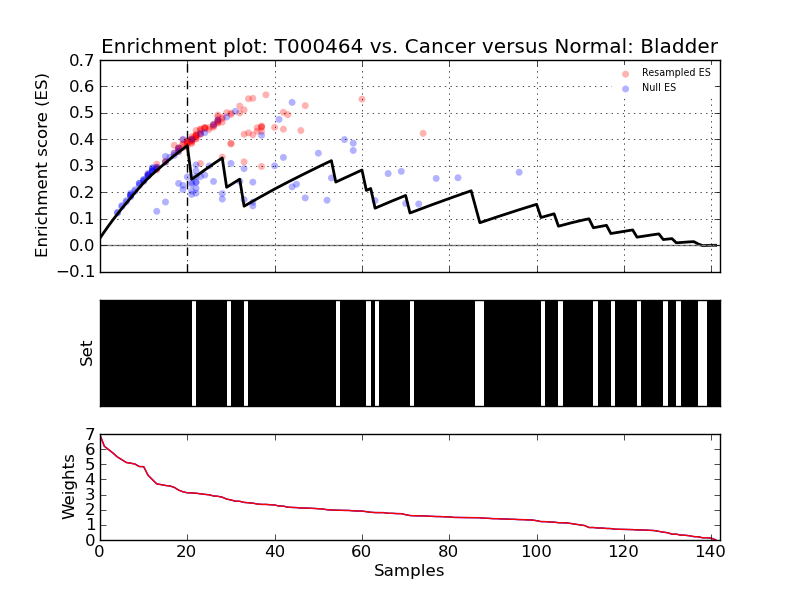 Enrichment plot: T000464 vs. Cancer versus Normal: Bladder
0.7
0.6
0.5
0.4
0.3
0.2
0.1
0.0
−0.1
Enrichment score (ES)
Resampled ES
Null ES
Set
7
6
5
4
3
2
1
0
Weights
0 20 40 60 80 100 120 140
Samples